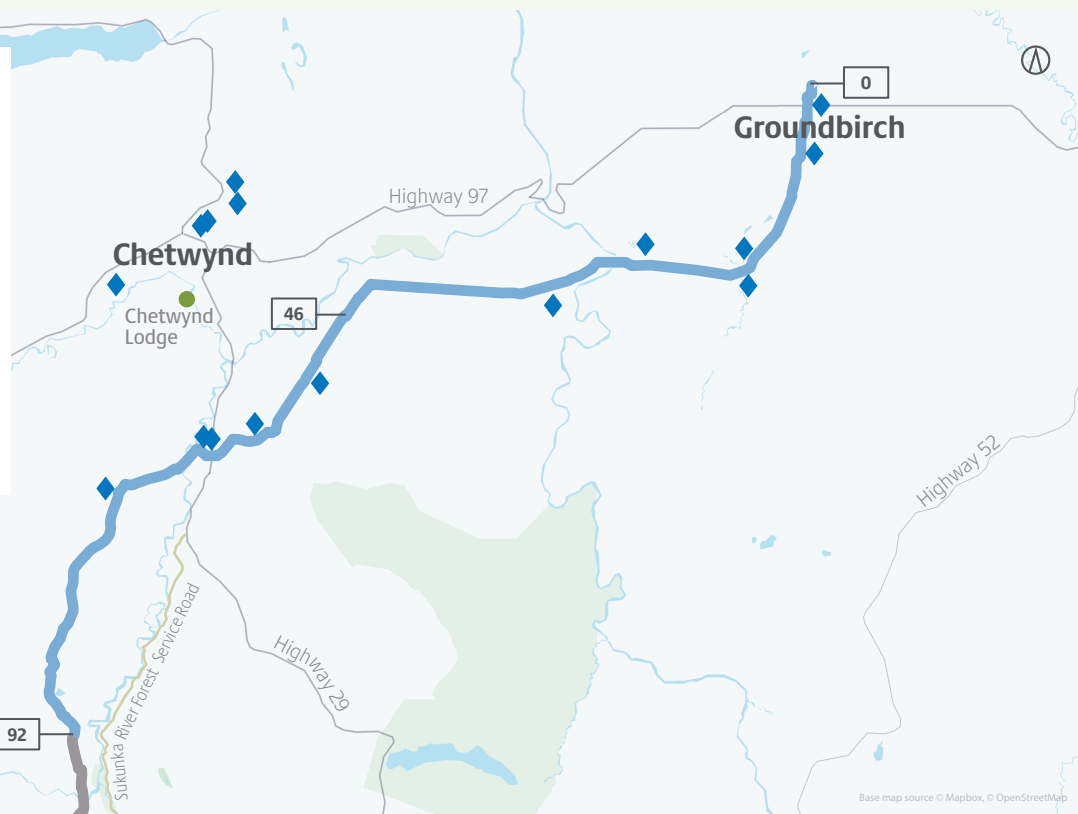 0
Groundbirch
Highway 97
Chetwynd
46
Chetwynd
Lodge
Highway 52
Sukunka River Forest Service Road
Highway 29
92
Base map source © Mapbox, © OpenStreetMap